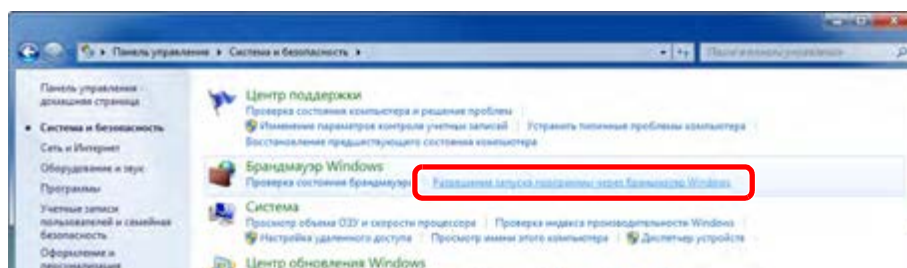 Панель управления ▸ Система и безопасность ▸
Панель управления - домашняя страница
Система и безопасность
Сеть и Интернет
Оборудование и звук
Программы
Учетные записи пользователей и семейная безопасность
Оформление и персонализация
Центр поддержки
Проверка состояния компьютера и решение проблем
Изменение параметров контроля учетных записей | Устранить типичные проблемы компьютера
Восстановление предшествующего состояния компьютера
Брандмауэр Windows
Проверка состояния брандмауэра | Разрешение запуска программы через брандмауэр Windows
Система
Просмотр объема ОЗУ и скорости процессора | Проверка индекса производительности Windows
Настройка удаленного доступа | Просмотр имени этого компьютера | Диспетчер устройств
Центр обновления Windows